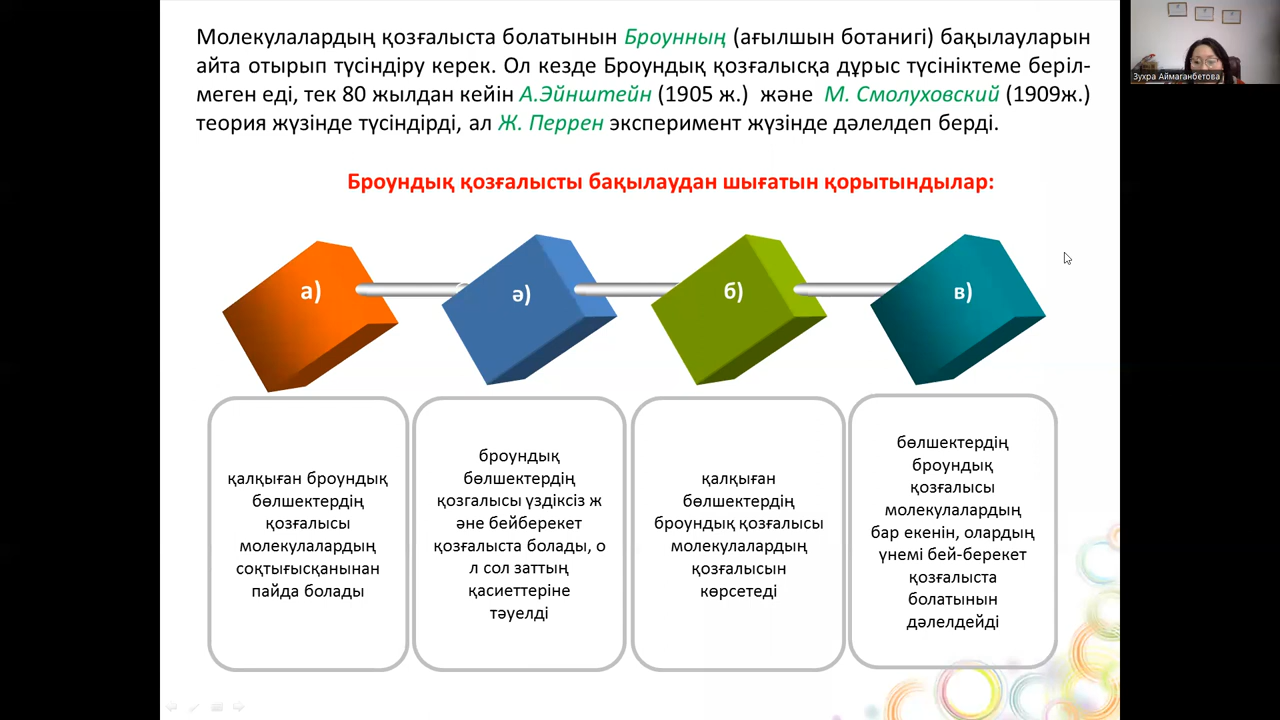 Молекулалардың қозғалыста болатынын Броунның (ағылшын ботанигі) бақылауларын
айта отырып түсіндіру керек. Ол кезде Броундық қозғалысқа дұрыс түсініктеме беріл-
меген еді, тек 80 жылдан кейін А.Эйнштейн (1905 ж.) және М. Смолуховский (1909ж.)
теория жүзінде түсіндірді, ал Ж. Перрен эксперимент жүзінде дәлелдеп берді.
Зухра Аймаганбетова
Броундық қозғалысты бақылаудан шығатын қорытындылар:
а)
ә)
б)
в)
қалқыған броундық
бөлшектердің
қозғалысы
молекулалардың
соқтығысқанынан
пайда болады
броундық
бөлшектердің
қозгалысы үздіксіз ж
әне бейберекет
қозғалыста болады, о
л сол заттың
қасиеттеріне
тәуелді
қалқыған
бөлшектердің
броундық қозғалысы
молекулалардың
қозғалысын
көрсетеді
бөлшектердің
броундық
қозғалысы
молекулалардың
бар екенін, олардың
үнемі бей-берекет
қозғалыста
болатынын
дәлелдейді